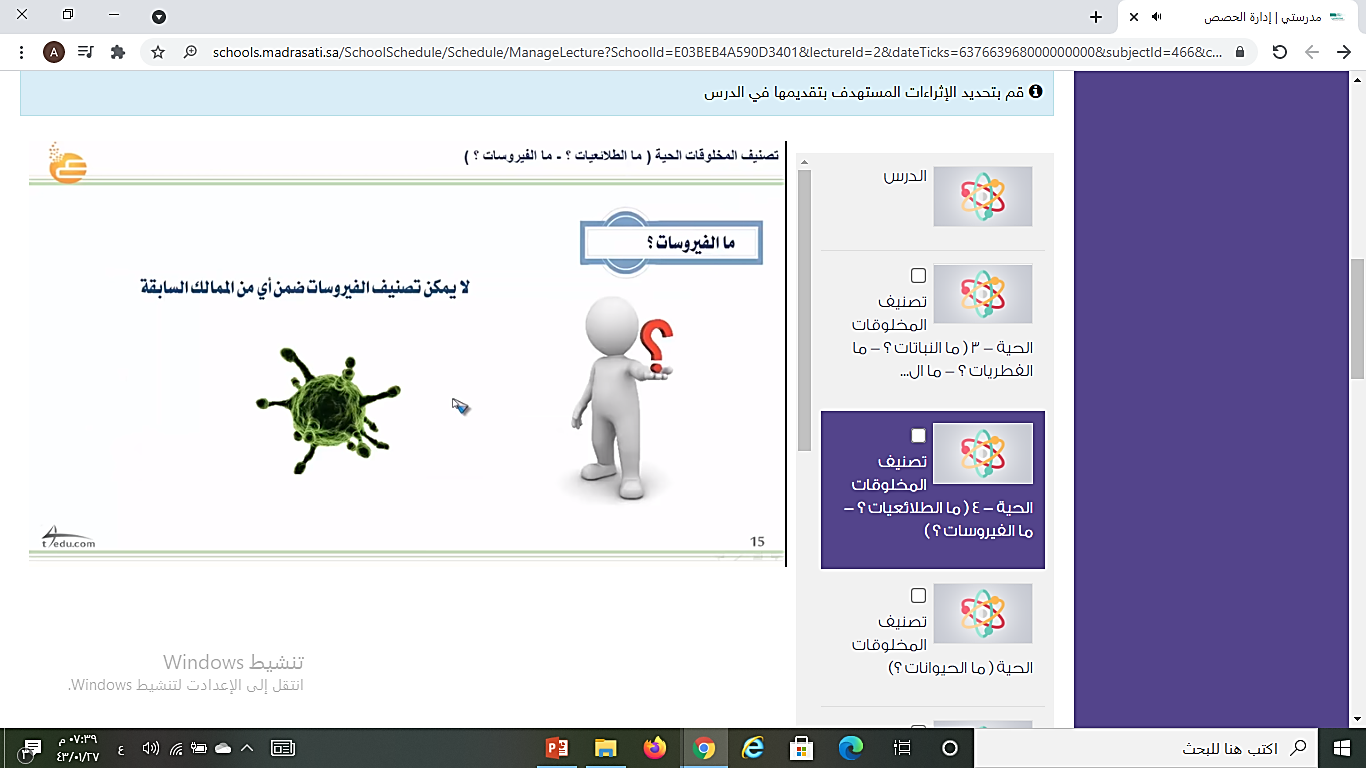 مدرستي | إدارة الحصص
schools.madrasati.sa/SchoolSchedule/Schedule/ManageLecture?SchoolId=E03BEB4A590D3401&lectureId=2&dateTicks=637663968000000000&subjectId=466&c...
A
قم بتحديد الإثراءات المستهدف بتقديمها في الدرس
الدرس
تصنيف
المخلوقات
الحية – ٣ ( ما النباتات ؟ – ما
الفطريات ؟ – ما ال...
تصنيف
المخلوقات
الحية – ٤ ( ما الطلائعيات ؟ –
ما الفيروسات ؟ )
تصنيف
المخلوقات
الحية ( ما الحيوانات ؟)
تصنيف المخلوقات الحية ( ما الطلائعيات ؟ - ما الفيروسات ؟ )
ما الفيروسات ؟
لا يمكن تصنيف الفيروسات ضمن أي من الممالك السابقة
؟
15
t4edu.com
تنشيط Windows
انتقل إلى الإعدادت لتنشيط Windows.
اكتب هنا للبحث
ع
٠٧:٣٩ م
٤٣/٠١/٢٧
٣